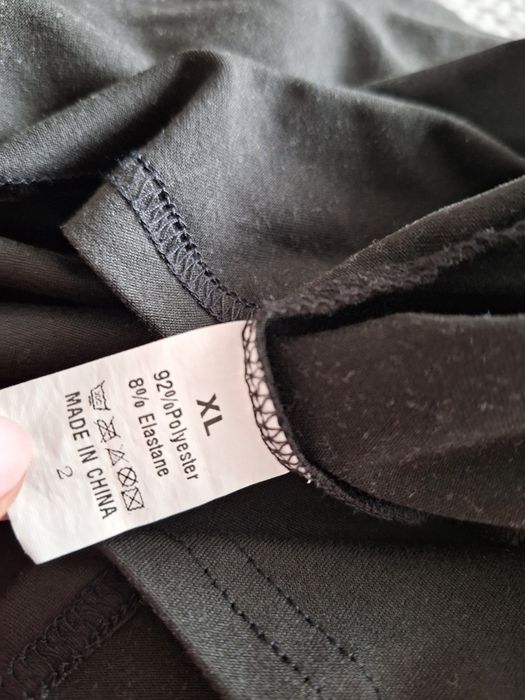 XL
92%Polyester
8% Elastane
MADE IN CHINA
2